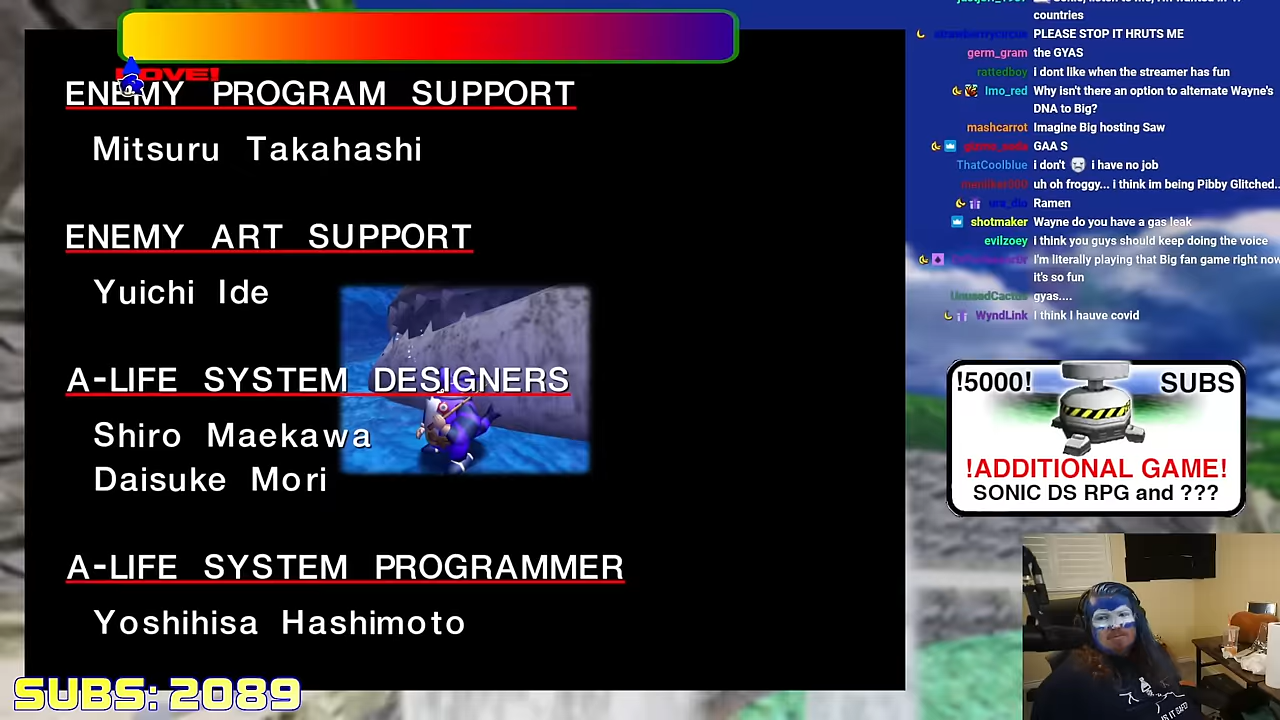 LOVE!
ENEMY PROGRAM SUPPORT
Mitsuru Takahashi
ENEMY ART SUPPORT
Yuichi Ide
A-LIFE SYSTEM DESIGNERS
Shiro Maekawa
Daisuke Mori
A-LIFE SYSTEM PROGRAMMER
Yoshihisa Hashimoto
SUBS: 2089
countries
PLEASE STOP IT HRUTS ME
germ_gram the GYAS
rattedboy I dont like when the streamer has fun
lmo_red Why isn't there an option to alternate Wayne's
DNA to Big?
mashcarrot Imagine Big hosting Saw
GAA S
ThatCoolblue i don't i have no job
uh oh froggy... i think im being Pibby Glitched..
Ramen
shotmaker Wayne do you have a gas leak
evilzoey I think you guys should keep doing the voice
I'm literally playing that Big fan game right now
it's so fun
UnusedCactus gyas....
WyndLink I think I hauve covid
!5000! SUBS
!ADDITIONAL GAME!
SONIC DS RPG and ???